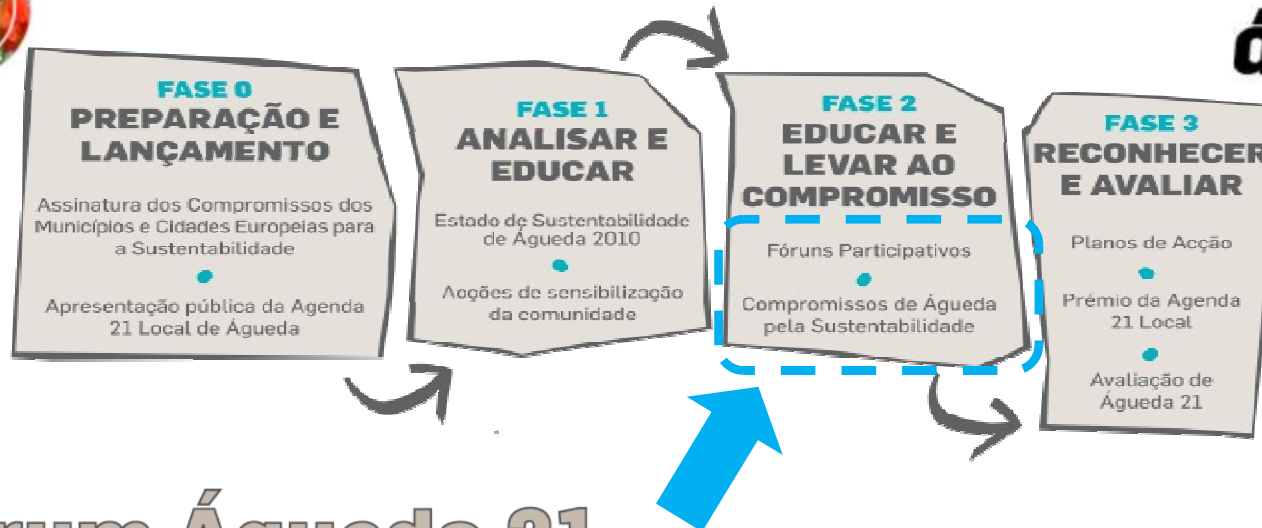 FASE 0
PREPARAÇÃO E
LANÇAMENTO
Assinatura dos Compromissos dos
Municípios e Cidades Europeias para
a Sustentabilidade
Apresentação pública da Agenda
21 Local de Águeda
FASE 1
ANALISAR E
EDUCAR
Estado de Sustentabilidade
de Águeda 2010
Acções de sensibilização
da comunidade
FASE 2
EDUCAR E
LEVAR AO
COMPROMISSO
Fóruns Participativos
Compromissos de Águeda
pela Sustentabilidade
FASE 3
RECONHECER
E AVALIAR
Planos de Acção
Prémio da Agenda
21 Local
Avaliação de
Águeda 21
rum Águeda 21